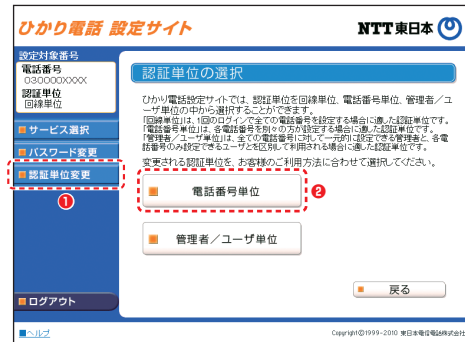 ひかり電話 設定サイト
NTT東日本
設定対象番号
電話番号
030000XXXX
認証単位
回線単位
サービス選択
パスワード変更
認証単位変更
❶
ログアウト
ヘルプ
認証単位の選択
ひかり電話設定サイトでは、認証単位を回線単位、電話番号単位、管理者／ユ
ーザ単位の中から選択することができます。
「回線単位」は、1回のログインで全ての電話番号を設定する場合に適した認証単位です。
「電話番号単位」は、各電話番号を別々の方が設定する場合に適した認証単位です。
「管理者／ユーザ単位」は、全ての電話番号に対して一元的に設定できる管理者と、各電
話番号のみ設定できるユーザとを区別して利用される場合に適した認証単位です。
変更される認証単位を、お客様のご利用方法に合わせて選択してください。
電話番号単位
❷
管理者／ユーザ単位
戻る
Copyright©1999-2010 東日本電信電話株式会社